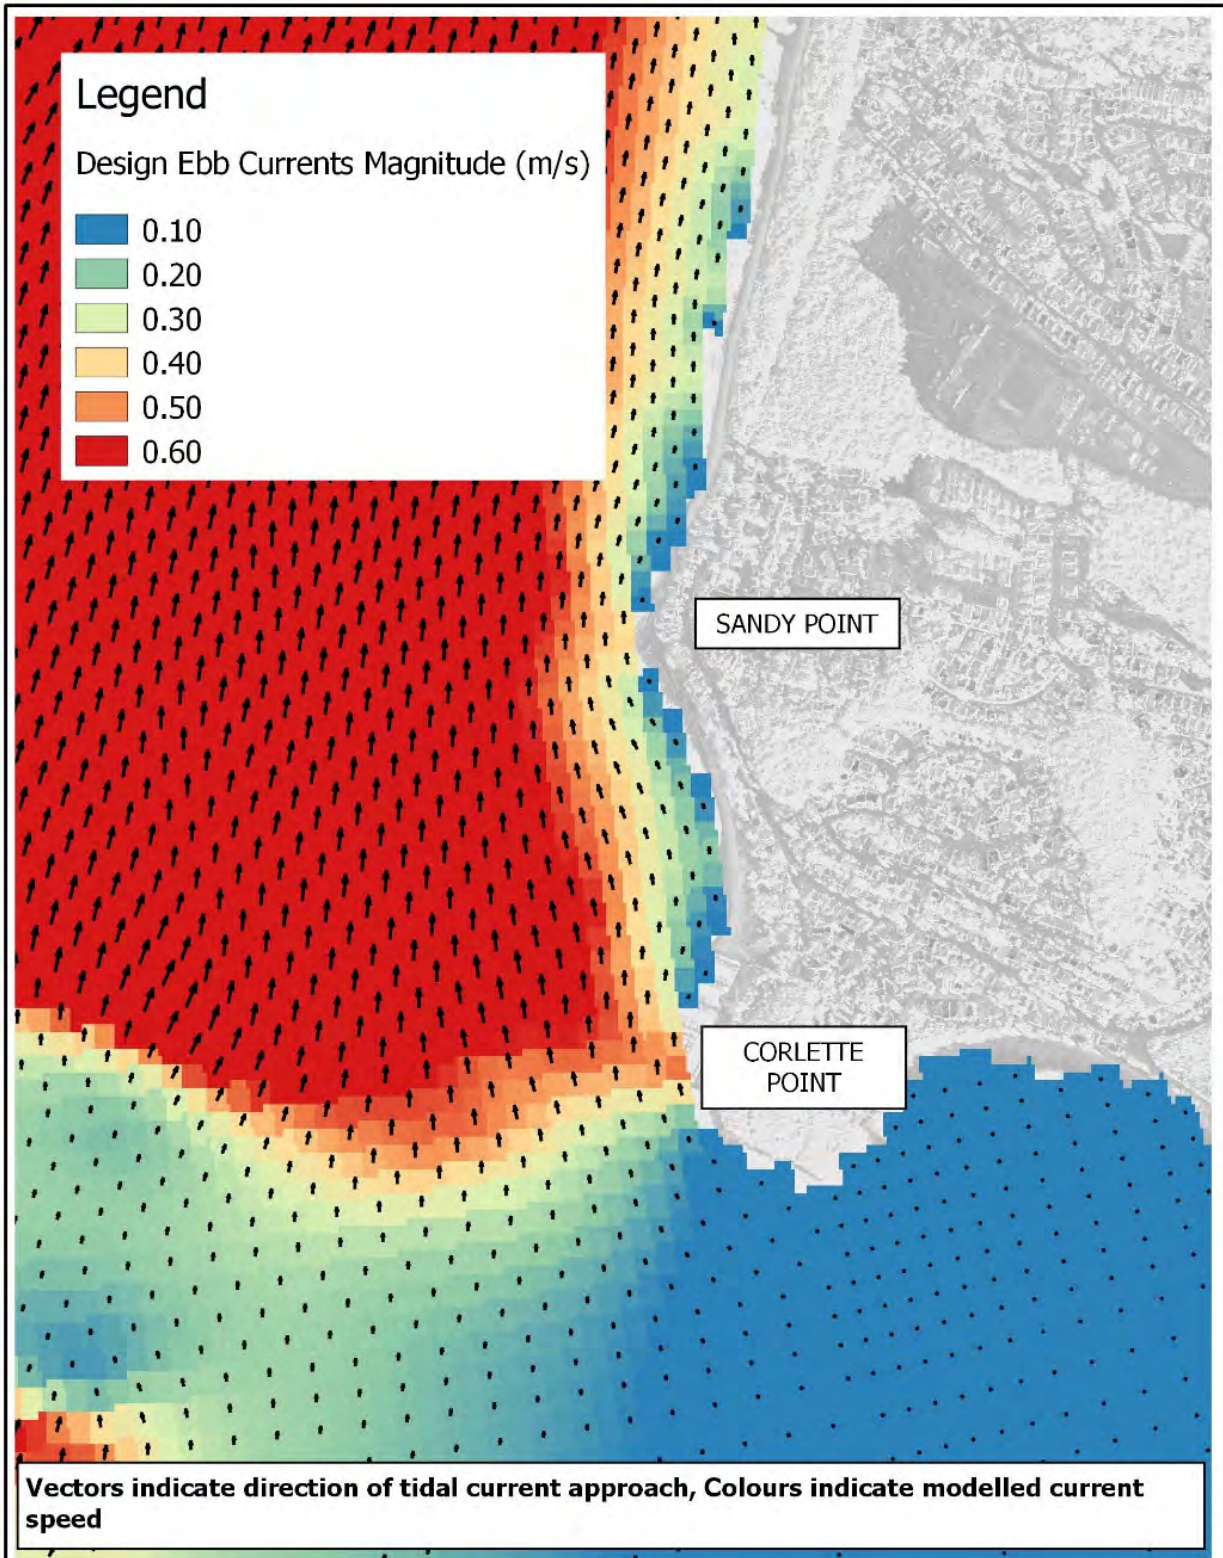 Legend
Design Ebb Currents Magnitude (m/s)
0.10
0.20
0.30
0.40
0.50
0.60
SANDY POINT
CORLETTE
POINT
Vectors indicate direction of tidal current approach, Colours indicate modelled current
speed